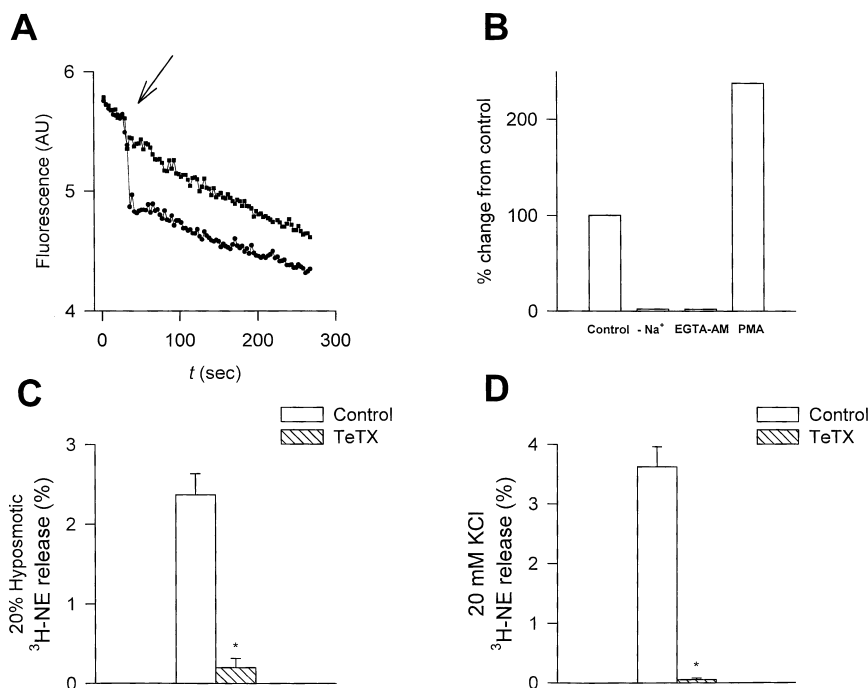 A
Fluorescence (AU)
6
5
4
0 100 200 300
t (sec)
B
% change from control
200
100
0
Control - Na+ EGTA-AM PMA
C
Control
TeTX
20% Hyposmotic
³H-NE release (%)
3
2
1
0
*
D
Control
TeTX
20 mM KCl
³H-NE release (%)
4
3
2
1
0
*